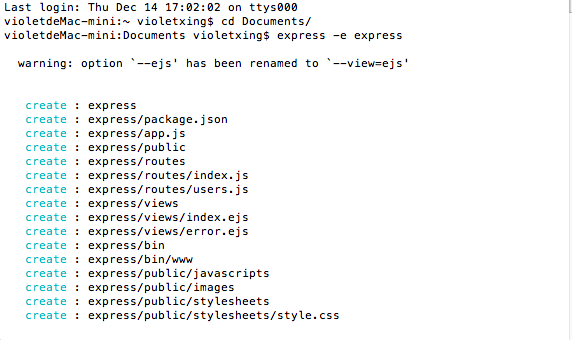 Last login: Thu Dec 14 17:02:02 on ttys000
violetdeMac-mini:~ violetxing$ cd Documents/
violetdeMac-mini:Documents violetxing$ express -e express
warning: option `--ejs' has been renamed to `--view=ejs'
create : express
create : express/package.json
create : express/app.js
create : express/public
create : express/routes
create : express/routes/index.js
create : express/routes/users.js
create : express/views
create : express/views/index.ejs
create : express/views/error.ejs
create : express/bin
create : express/bin/www
create : express/public/javascripts
create : express/public/images
create : express/public/stylesheets
create : express/public/stylesheets/style.css